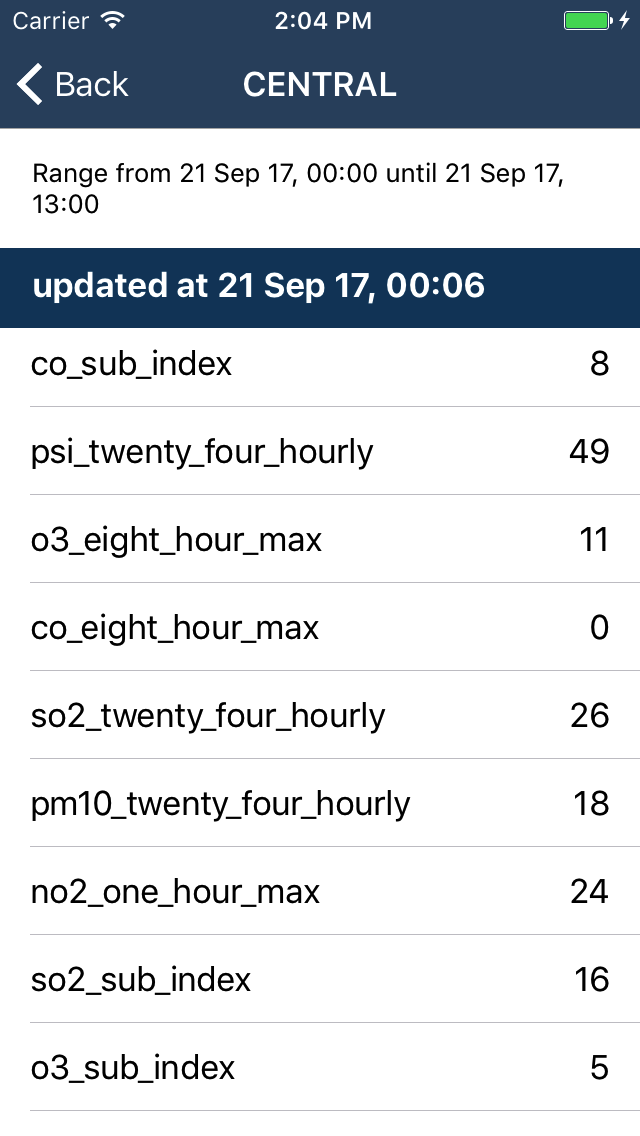 Carrier 2:04 PM
Back CENTRAL
Range from 21 Sep 17, 00:00 until 21 Sep 17,
13:00
updated at 21 Sep 17, 00:06
co_sub_index 8
psi_twenty_four_hourly 49
o3_eight_hour_max 11
co_eight_hour_max 0
so2_twenty_four_hourly 26
pm10_twenty_four_hourly 18
no2_one_hour_max 24
so2_sub_index 16
o3_sub_index 5